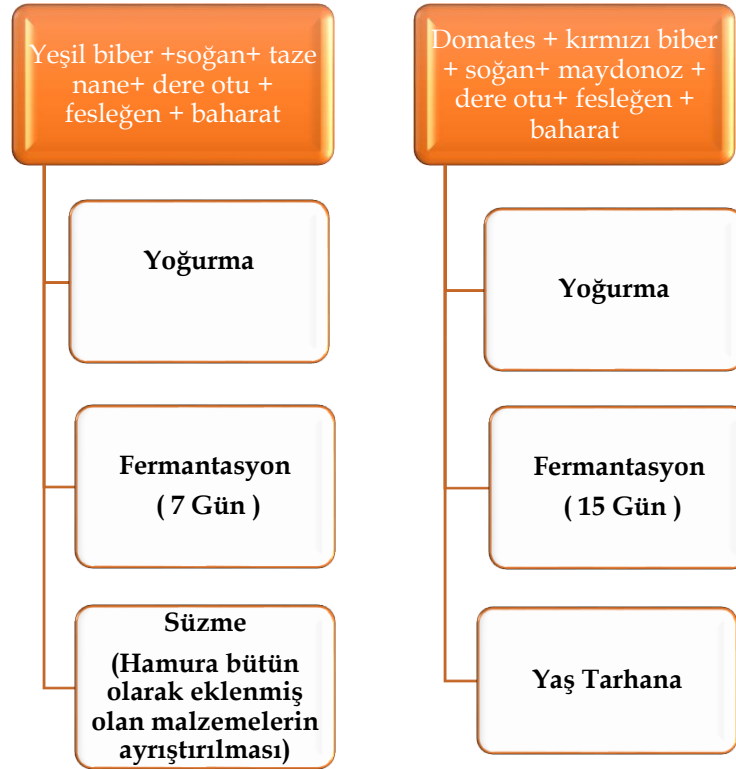 Yeşil biber +soğan+ taze
nane+ dere otu +
fesleğen + baharat
Yoğurma
Fermantasyon
( 7 Gün )
Süzme
(Hamura bütün
olarak eklenmiş
olan malzemelerin
ayrıştırılması)
Domates + kırmızı biber
+ soğan+ maydonoz +
dere otu+ fesleğen +
baharat
Yoğurma
Fermantasyon
( 15 Gün )
Yaş Tarhana